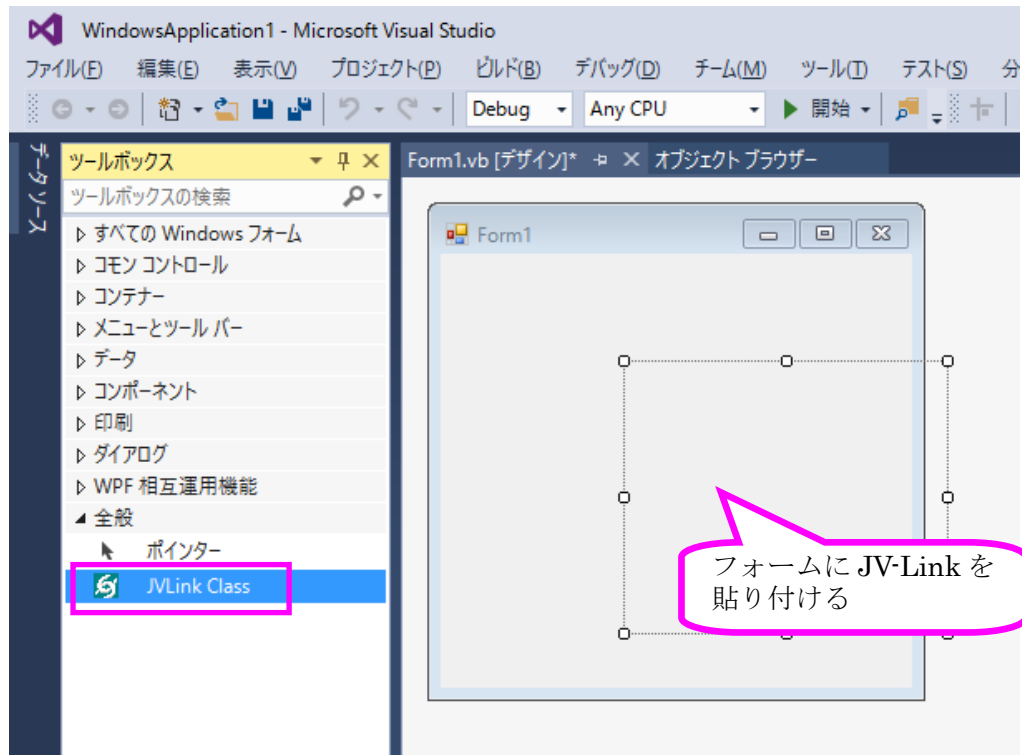 WindowsApplication1 - Microsoft Visual Studio
ファイル(F) 編集(E) 表示(V) プロジェクト(P) ビルド(B) デバッグ(D) チーム(M) ツール(T) テスト(S) 分
Debug Any CPU 開始
データ ソース
ツールボックス
ツールボックスの検索
すべての Windows フォーム
コモン コントロール
コンテナー
メニューとツール バー
データ
コンポーネント
印刷
ダイアログ
WPF 相互運用機能
全般
ポインター
JVLink Class
Form1.vb [デザイン]* オブジェクト ブラウザー
Form1
フォームに JV-Link を
貼り付ける